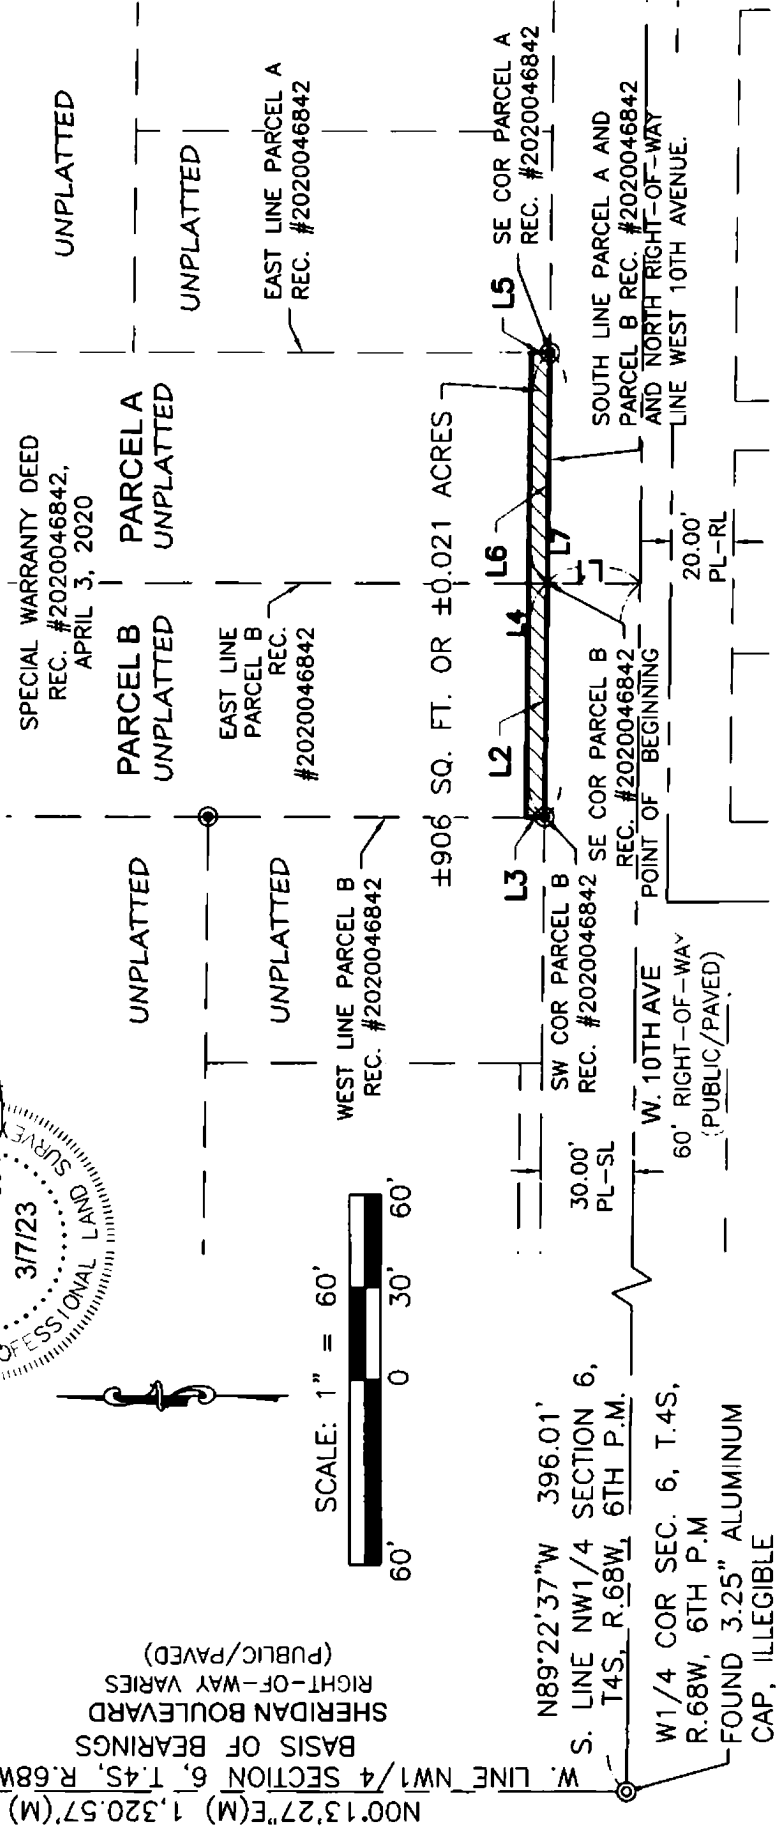 UNPLATTED
UNPLATTED
EAST LINE PARCEL A
REC. #2020046842
SE COR PARCEL A
REC. #2020046842
SPECIAL WARRANTY DEED
REC. #2020046842,
APRIL 3, 2020
PARCEL A
UNPLATTED
PARCEL B
UNPLATTED
EAST LINE
PARCEL B
REC.
#2020046842
±906 SQ. FT. OR ±0.021 ACRES
L5
L6
L7
L4
L1
L2
L3
SOUTH LINE PARCEL A AND
PARCEL B REC. #2020046842
AND NORTH RIGHT-OF-WAY
LINE WEST 10TH AVENUE.
20.00'
PL-RL
SE COR PARCEL B
REC. #2020046842
POINT OF BEGINNING
UNPLATTED
UNPLATTED
WEST LINE PARCEL B
REC. #2020046842
SW COR PARCEL B
REC. #2020046842
W. 10TH AVE
60' RIGHT-OF-WAY
(PUBLIC/PAVED)
30.00'
PL-SL
3/7/23
PROFESSIONAL LAND SURVEY
SCALE: 1" = 60'
60'
0
30'
60'
N89°22'37"W 396.01'
S. LINE NW1/4 SECTION 6,
T4S, R.68W, 6TH P.M.
W1/4 COR SEC. 6, T.4S,
R.68W, 6TH P.M
FOUND 3.25" ALUMINUM
CAP, ILLEGIBLE
N00°13'27"E(M) 1,320.57'(M)
W. LINE NW1/4 SECTION 6, T.4S, R.68W
BASIS OF BEARINGS
SHERIDAN BOULEVARD
RIGHT-OF-WAY VARIES
(PUBLIC/PAVED)